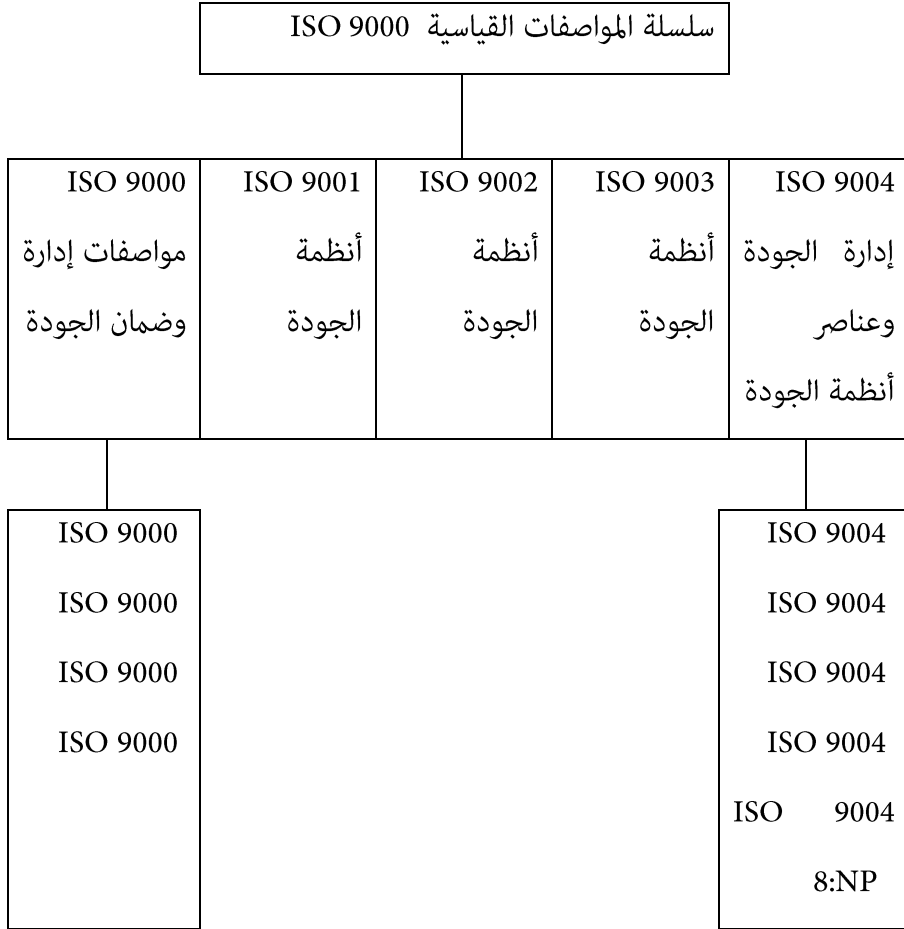 سلسلة المواصفات القياسية ISO 9000
ISO 9000
مواصفات إدارة
وضمان الجودة
ISO 9001
أنظمة
الجودة
ISO 9002
أنظمة
الجودة
ISO 9003
أنظمة
الجودة
ISO 9004
إدارة الجودة
وعناصر
أنظمة الجودة
ISO 9000
ISO 9000
ISO 9000
ISO 9000
ISO 9004
ISO 9004
ISO 9004
ISO 9004
ISO 9004
8:NP